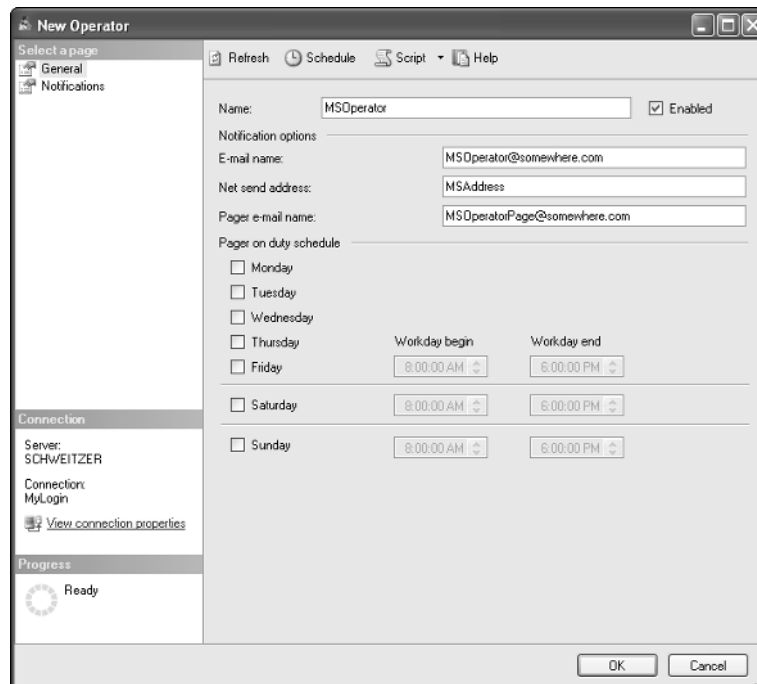 New Operator
Select a page
General
Notifications
Refresh Schedule Script Help
Name: MSOperator Enabled
Notification options
E-mail name: MSOperator@somewhere.com
Net send address: MSAddress
Pager e-mail name: MSOperatorPage@somewhere.com
Pager on duty schedule
Monday
Tuesday
Wednesday
Thursday Workday begin Workday end
Friday 8:00:00 AM 6:00:00 PM
Saturday 8:00:00 AM 6:00:00 PM
Sunday 8:00:00 AM 6:00:00 PM
Connection
Server:
SCHWEITZER
Connection:
MyLogin
View connection properties
Progress
Ready
OK Cancel